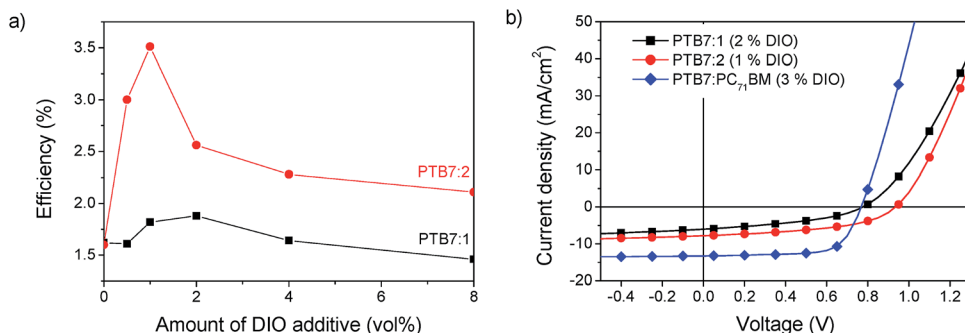 a)
3.5
3.0
2.5
2.0
1.5
0
2
4
6
8
Efficiency (%)
Amount of DIO additive (vol%)
PTB7:2
PTB7:1
b)
50
40
30
20
10
0
-10
-20
-0.4
-0.2
0.0
0.2
0.4
0.6
0.8
1.0
1.2
Current density (mA/cm²)
Voltage (V)
PTB7:1 (2 % DIO)
PTB7:2 (1 % DIO)
PTB7:PC₇₁BM (3 % DIO)